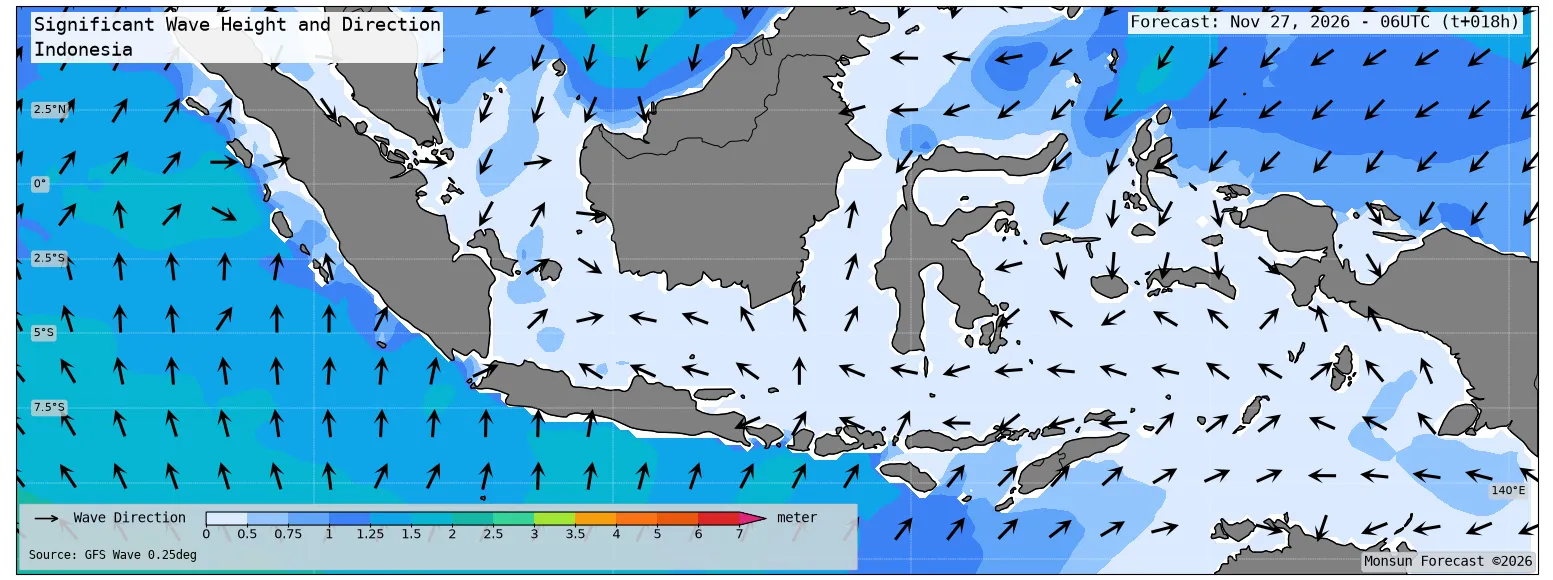 Significant Wave Height and Direction
Indonesia
Forecast: Nov 27, 2026 - 06UTC (t+018h)
2.5°N
0°
2.5°S
5°S
7.5°S
140°E
Wave Direction
0 0.5 0.75 1 1.25 1.5 2 2.5 3 3.5 4 5 6 7
meter
Source: GFS Wave 0.25deg
Monsun Forecast ©2026